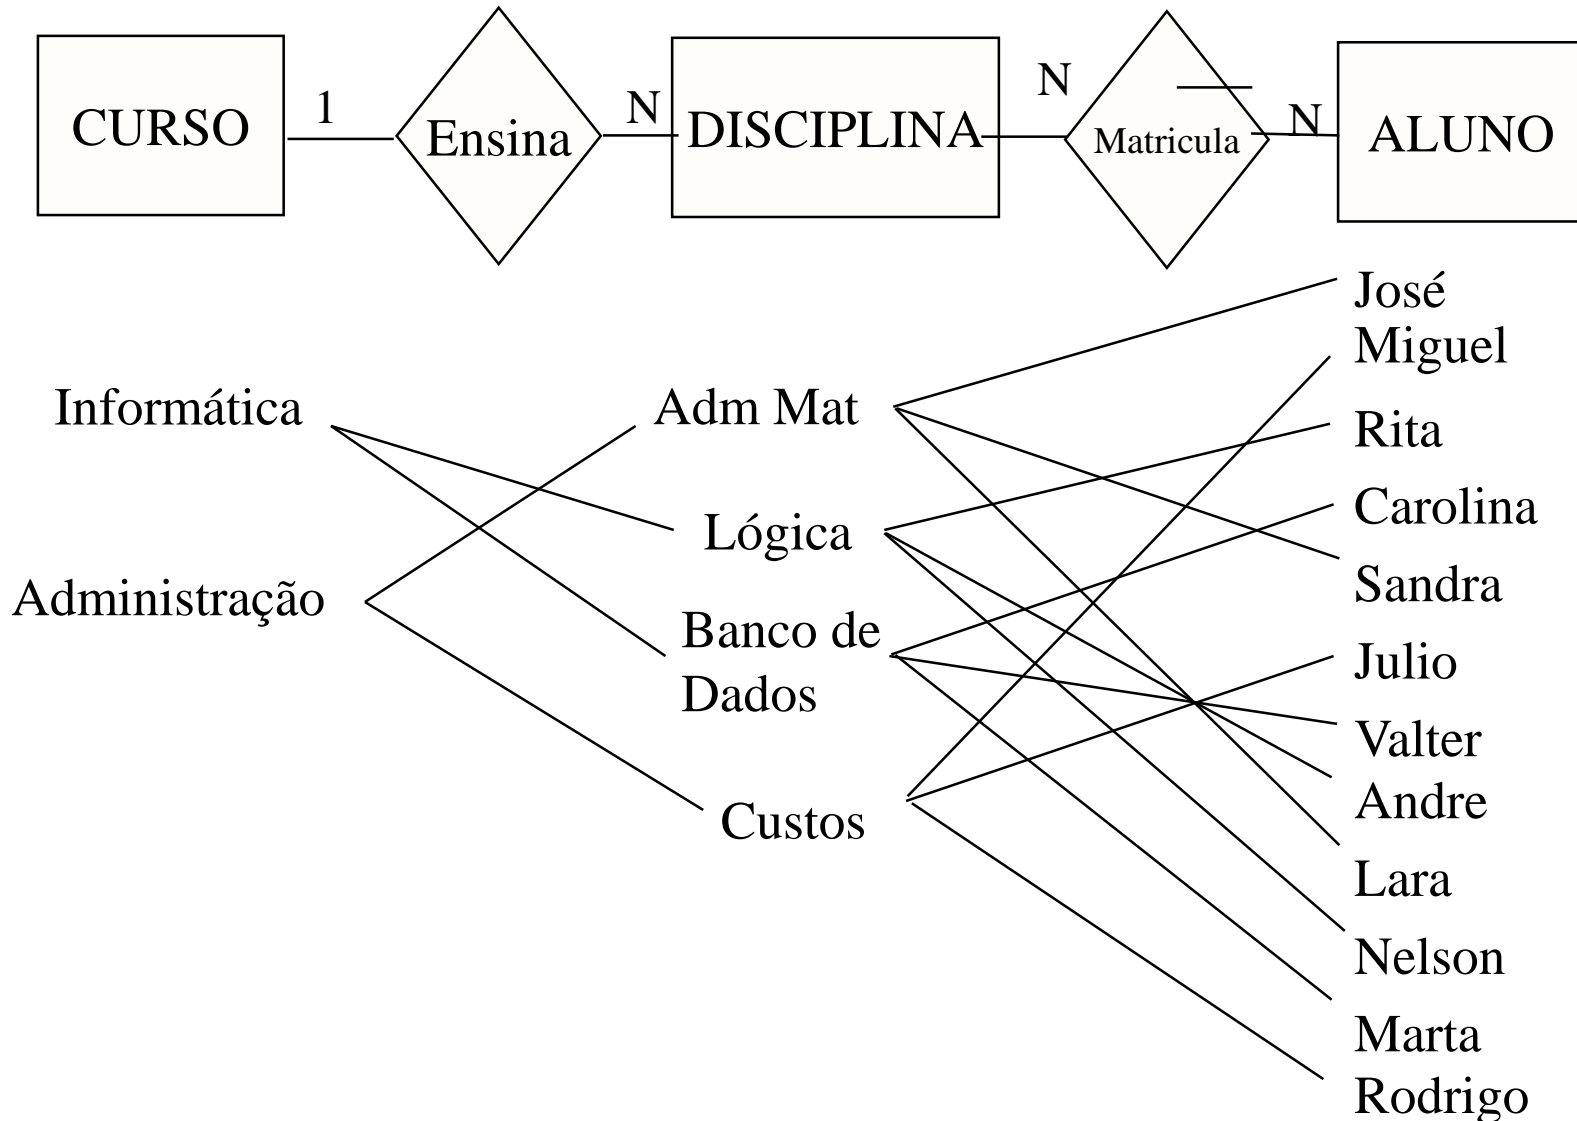 CURSO
1
Ensina
N
DISCIPLINA
N
Matricula
N
ALUNO
Informática
Administração
Adm Mat
Lógica
Banco de
Dados
Custos
José
Miguel
Rita
Carolina
Sandra
Julio
Valter
Andre
Lara
Nelson
Marta
Rodrigo